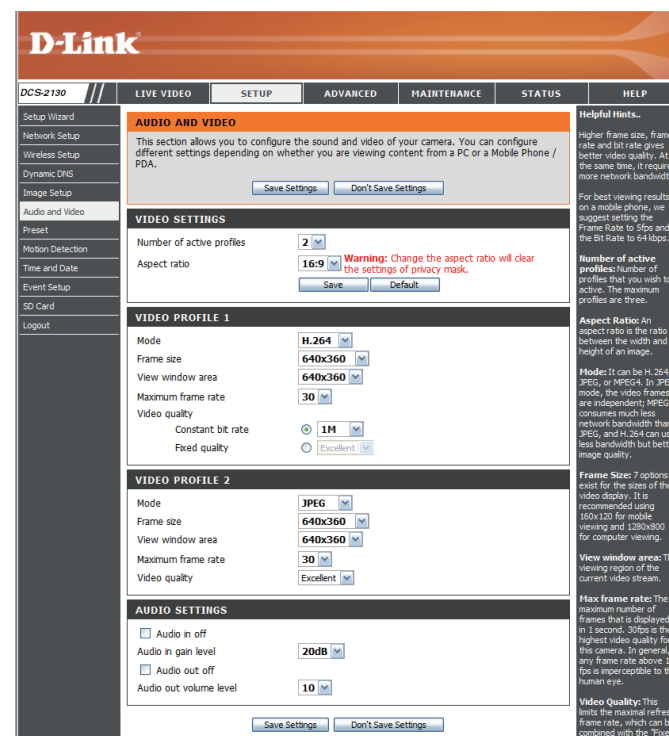 D-Link
DCS-2130
LIVE VIDEO
SETUP
ADVANCED
MAINTENANCE
STATUS
HELP
Setup Wizard
Network Setup
Wireless Setup
Dynamic DNS
Image Setup
Audio and Video
Preset
Motion Detection
Time and Date
Event Setup
SD Card
Logout
AUDIO AND VIDEO
This section allows you to configure the sound and video of your camera. You can configure
different settings depending on whether you are viewing content from a PC or a Mobile Phone /
PDA.
Save Settings Don't Save Settings
VIDEO SETTINGS
Number of active profiles 2
Aspect ratio 16:9 Warning: Change the aspect ratio will clear
the settings of privacy mask.
Save Default
VIDEO PROFILE 1
Mode H.264
Frame size 640x360
View window area 640x360
Maximum frame rate 30
Video quality
Constant bit rate 1M
Fixed quality Excellent
VIDEO PROFILE 2
Mode JPEG
Frame size 640x360
View window area 640x360
Maximum frame rate 30
Video quality Excellent
AUDIO SETTINGS
Audio in off
Audio in gain level 20dB
Audio out off
Audio out volume level 10
Save Settings Don't Save Settings
Helpful Hints..
Higher frame size, frame
rate and bit rate gives
better video quality. At
the same time, it require
more network bandwidt
For best viewing results
on a mobile phone, we
suggest setting the
Frame Rate to 5fps and
the Bit Rate to 64 kbps.
Number of active
profiles: Number of
profiles that you wish to
active. The maximum
profiles are three.
Aspect Ratio: An
aspect ratio is the ratio
between the width and
height of an image.
Mode: It can be H.264
JPEG, or MPEG4. In JPE
mode, the video frames
are independent; MPEG
consumes much less
network bandwidth than
JPEG, and H.264 can us
less bandwidth but bett
image quality.
Frame Size: 7 options
exist for the sizes of the
video display. It is
recommended using
160x120 for mobile
viewing and 1280x800
for computer viewing.
View window area: Th
viewing region of the
current video stream.
Max frame rate: The
maximum number of
frames that is displayed
in 1 second. 30fps is the
highest video quality for
this camera. In general,
any frame rate above 1
fps is imperceptible to th
human eye.
Video Quality: This
limits the maximal refres
frame rate, which can b
combined with the "Fixe